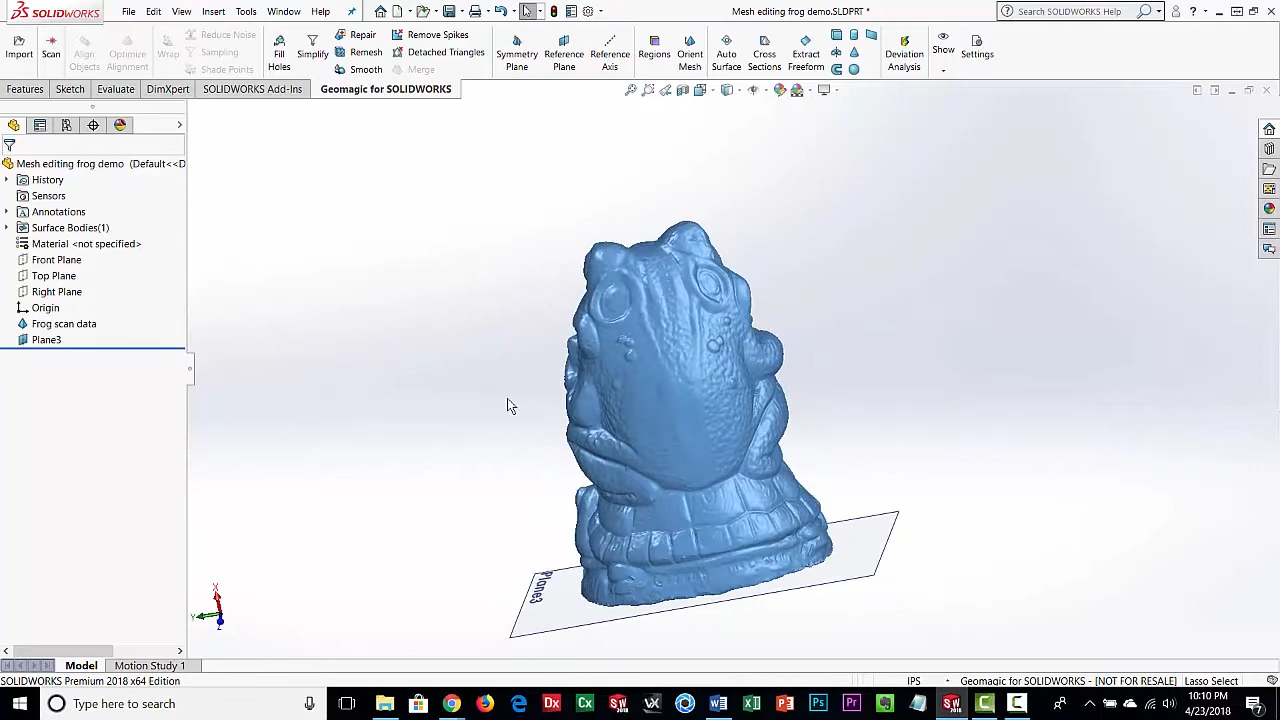 SOLIDWORKS
File Edit View Insert Tools Window Help
Mesh editing frog demo.SLDPRT *
Search SOLIDWORKS Help
Import
Scan
Align Objects
Optimize Alignment
Wrap
Reduce Noise
Sampling
Shade Points
Fill Holes
Simplify
Repair
Remesh
Smooth
Remove Spikes
Detached Triangles
Merge
Symmetry Plane
Reference Plane
Reference Axis
Regions
Orient Mesh
Auto Surface
Cross Sections
Extract Freeform
Deviation Analysis
Show
Settings
Features Sketch Evaluate DimXpert SOLIDWORKS Add-Ins Geomagic for SOLIDWORKS
Mesh editing frog demo (Default<<D
History
Sensors
Annotations
Surface Bodies(1)
Material <not specified>
Front Plane
Top Plane
Right Plane
Origin
Frog scan data
Plane3
Plane3
X
Y
Z
Model Motion Study 1
SOLIDWORKS Premium 2018 x64 Edition
IPS
Geomagic for SOLIDWORKS - [NOT FOR RESALE]
Lasso Select
Type here to search
10:10 PM
4/23/2018